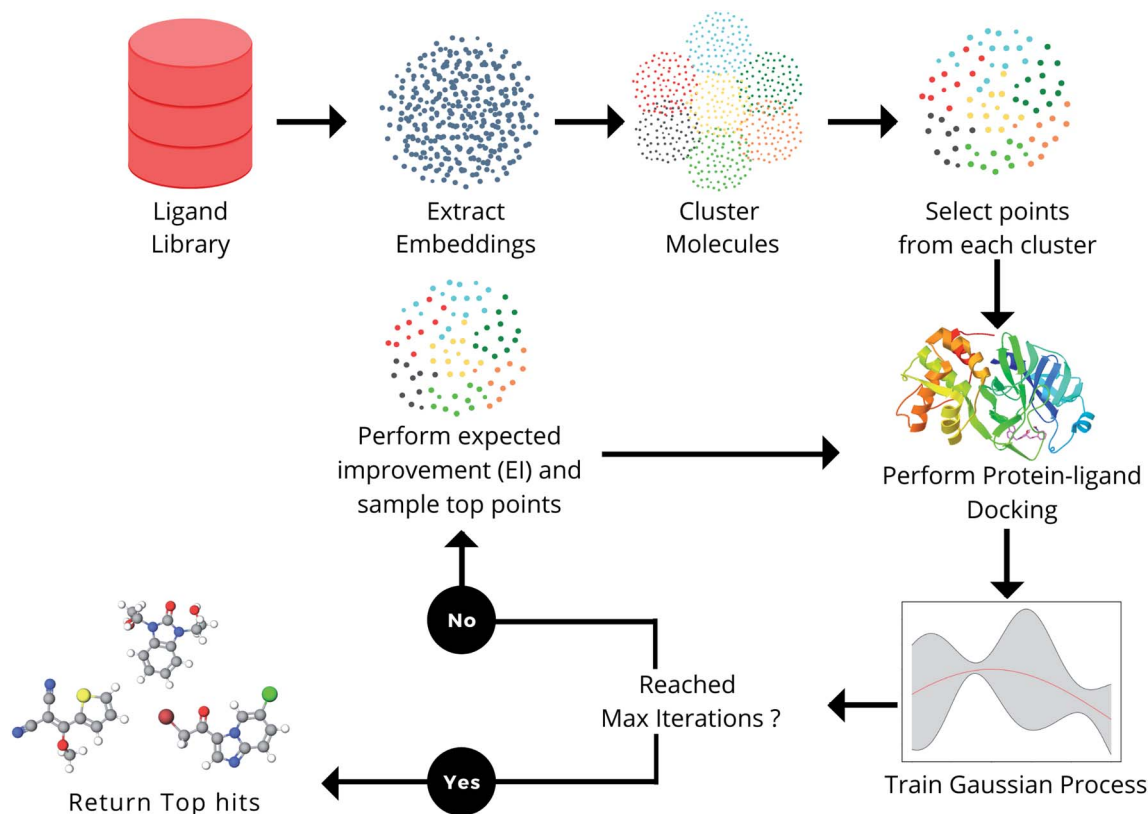 Ligand
Library
Extract
Embeddings
Cluster
Molecules
Select points
from each cluster
Perform expected
improvement (EI) and
sample top points
Perform Protein-ligand
Docking
No
Reached
Max Iterations ?
Yes
Train Gaussian Process
Return Top hits